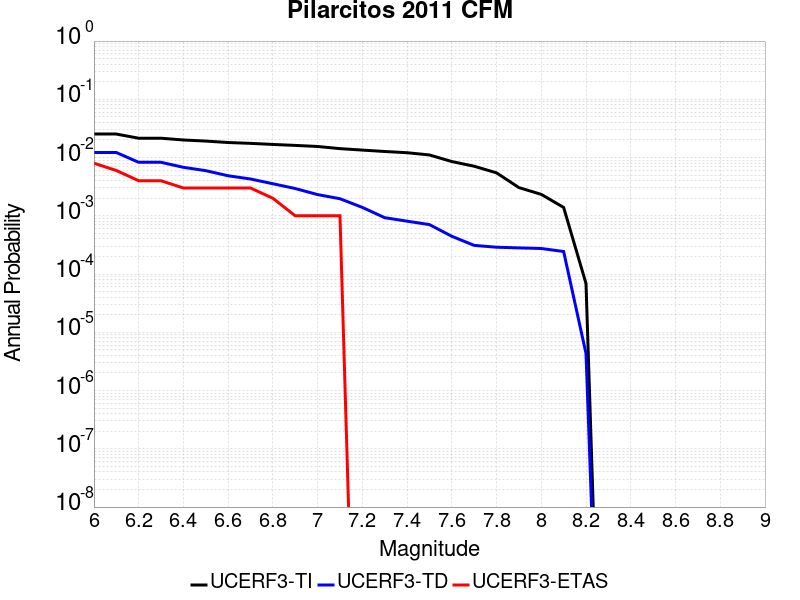 Pilarcitos 2011 CFM
10^0
10^-1
10^-2
10^-3
10^-4
10^-5
10^-6
10^-7
10^-8
Annual Probability
6 6.2 6.4 6.6 6.8 7 7.2 7.4 7.6 7.8 8 8.2 8.4 8.6 8.8 9
Magnitude
UCERF3-TI UCERF3-TD UCERF3-ETAS